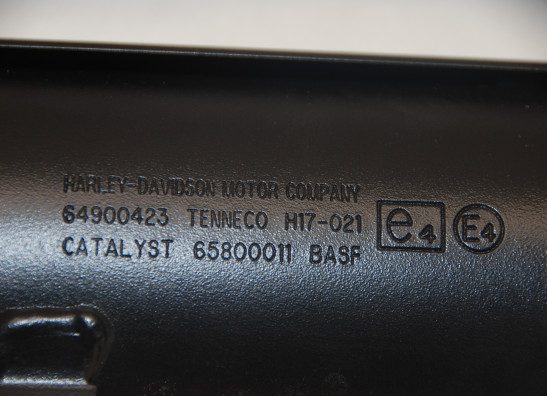 HARLEY-DAVIDSON MOTOR COMPANY
64900423 TENNECO H17-021 e4 E4
CATALYST 65800011 BASF